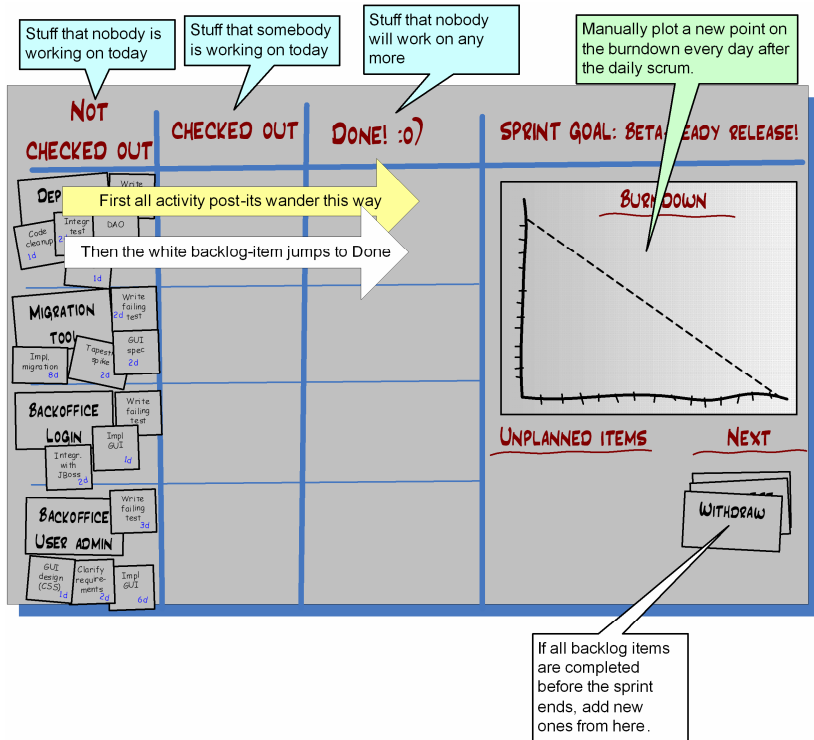 Stuff that nobody is
working on today
Stuff that somebody
is working on today
Stuff that nobody
will work on any
more
Manually plot a new point on
the burndown every day after
the daily scrum.
NOT
CHECKED OUT
CHECKED OUT
DONE! :o)
SPRINT GOAL: BETA-READY RELEASE!
DEP
Write
First all activity post-its wander this way
Code
cleanup
1d
Integr
test
2d
DAO
Then the white backlog-item jumps to Done
1d
BURNDOWN
MIGRATION
TOOL
Write
failing
test
2d
GUI
spec
2d
Impl.
migration
8d
Tapestr
spike
2d
BACKOFFICE
LOGIN
Write
failing
test
Impl
GUI
1d
Integr.
with
JBoss
2d
UNPLANNED ITEMS
NEXT
WITHDRAW
BACKOFFICE
USER ADMIN
Write
failing
test
3d
GUI
design
(CSS)
1d
Clarify
require-
ments
2d
Impl
GUI
6d
If all backlog items
are completed
before the sprint
ends, add new
ones from here.